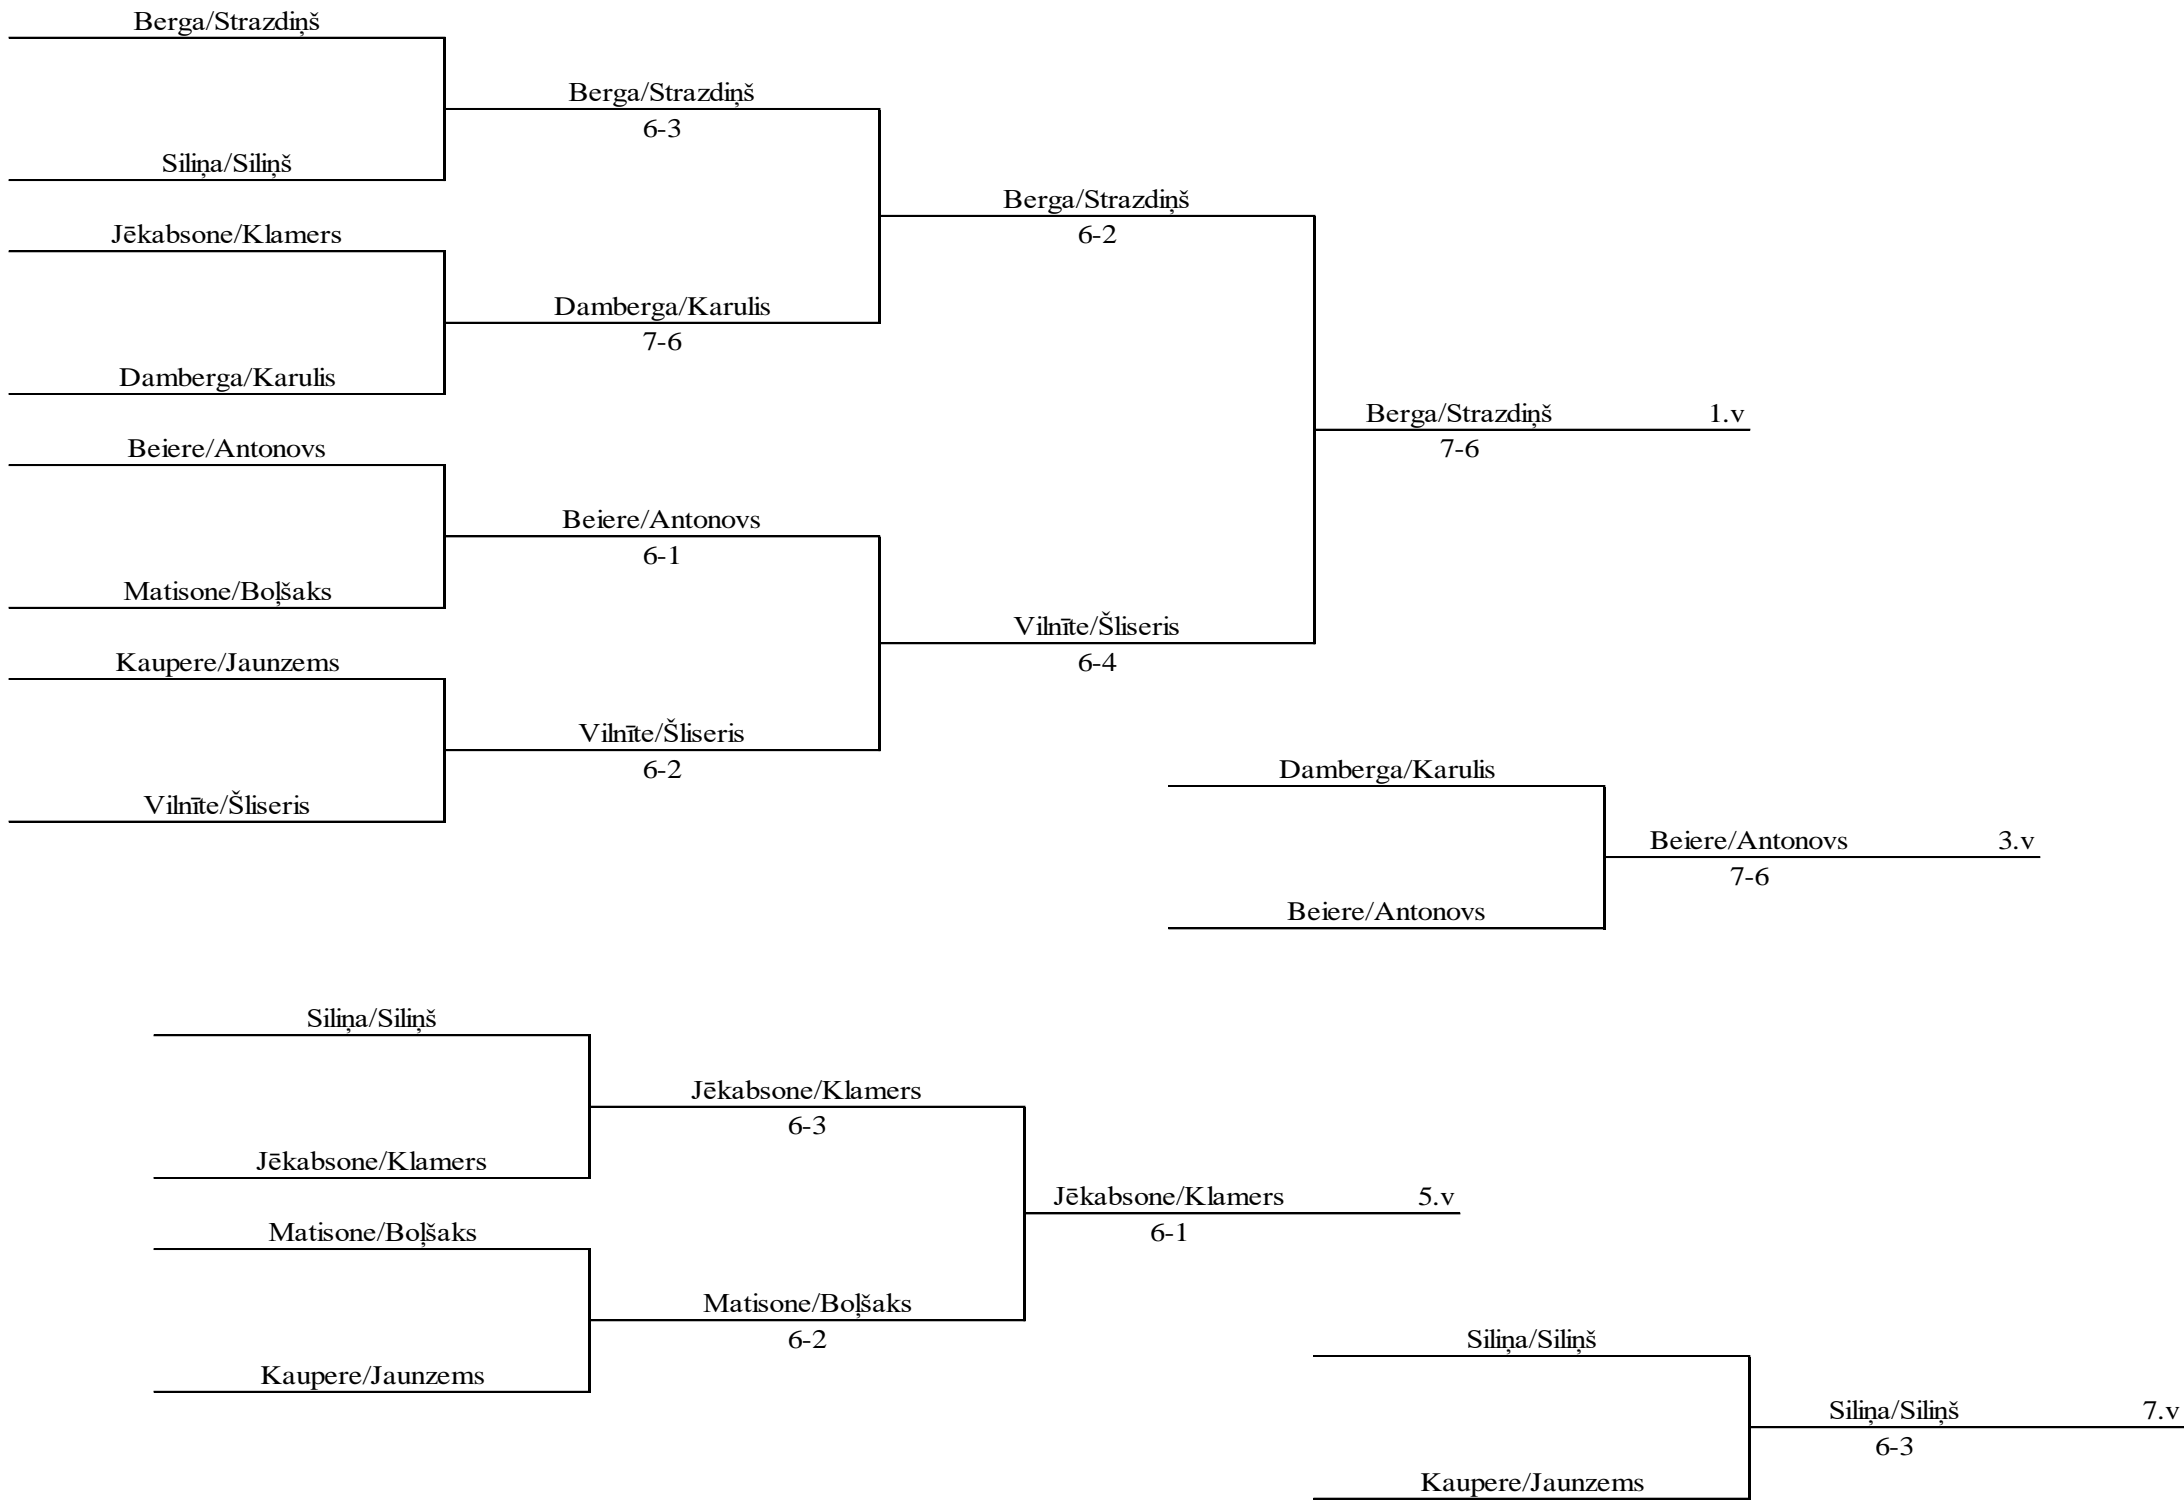 Berga/Strazdiņš
Berga/Strazdiņš
6-3
Siliņa/Siliņš
Berga/Strazdiņš
6-2
Jēkabsone/Klamers
Damberga/Karulis
7-6
Damberga/Karulis
Berga/Strazdiņš 1.v
7-6
Beiere/Antonovs
Beiere/Antonovs
6-1
Matisone/Boļšaks
Vilnīte/Šliseris
6-4
Kaupere/Jaunzems
Vilnīte/Šliseris
6-2
Vilnīte/Šliseris
Damberga/Karulis
Beiere/Antonovs 3.v
7-6
Beiere/Antonovs
Siliņa/Siliņš
Jēkabsone/Klamers
6-3
Jēkabsone/Klamers
Jēkabsone/Klamers 5.v
6-1
Matisone/Boļšaks
Matisone/Boļšaks
6-2
Kaupere/Jaunzems
Siliņa/Siliņš
Siliņa/Siliņš 7.v
6-3
Kaupere/Jaunzems